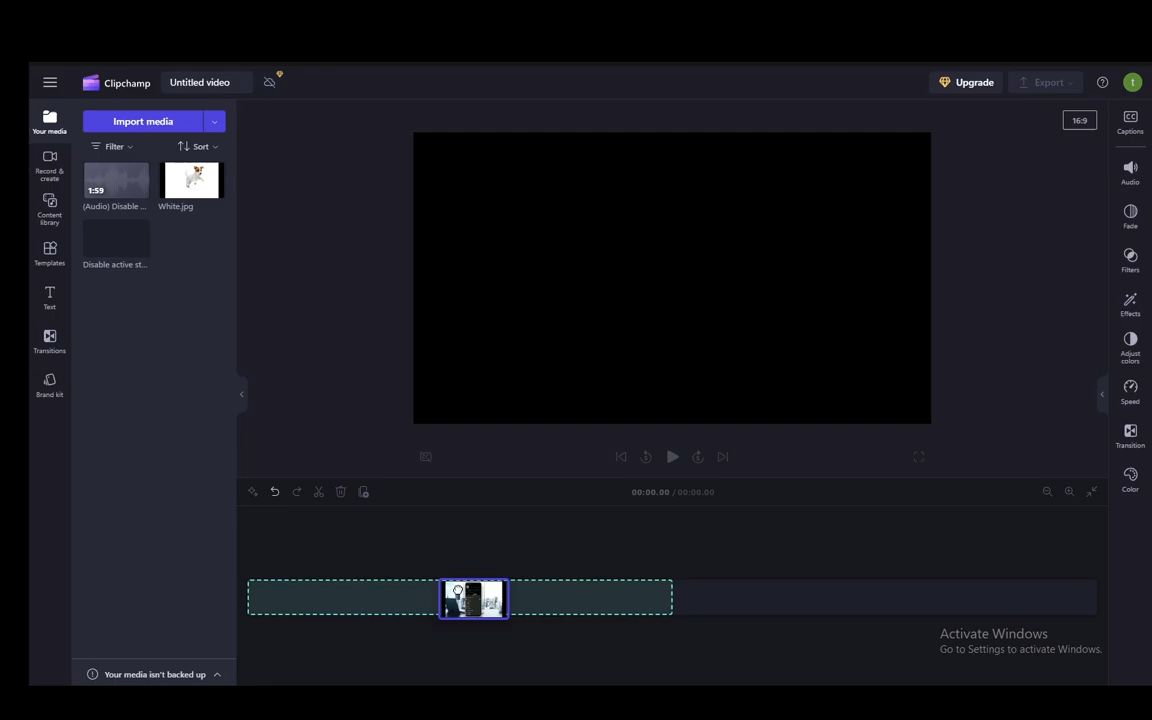 Clipchamp
Untitled video
Upgrade
Export
t
Your media
Import media
16:9
Captions
Filter
Sort
Record &
create
1:59
(Audio) Disable ...
White.jpg
Audio
Content
library
Fade
Templates
Disable active st...
Filters
Text
Effects
Transitions
Adjust
colors
Brand kit
Speed
Transition
Color
00:00.00 / 00:00.00
Activate Windows
Go to Settings to activate Windows.
Your media isn't backed up